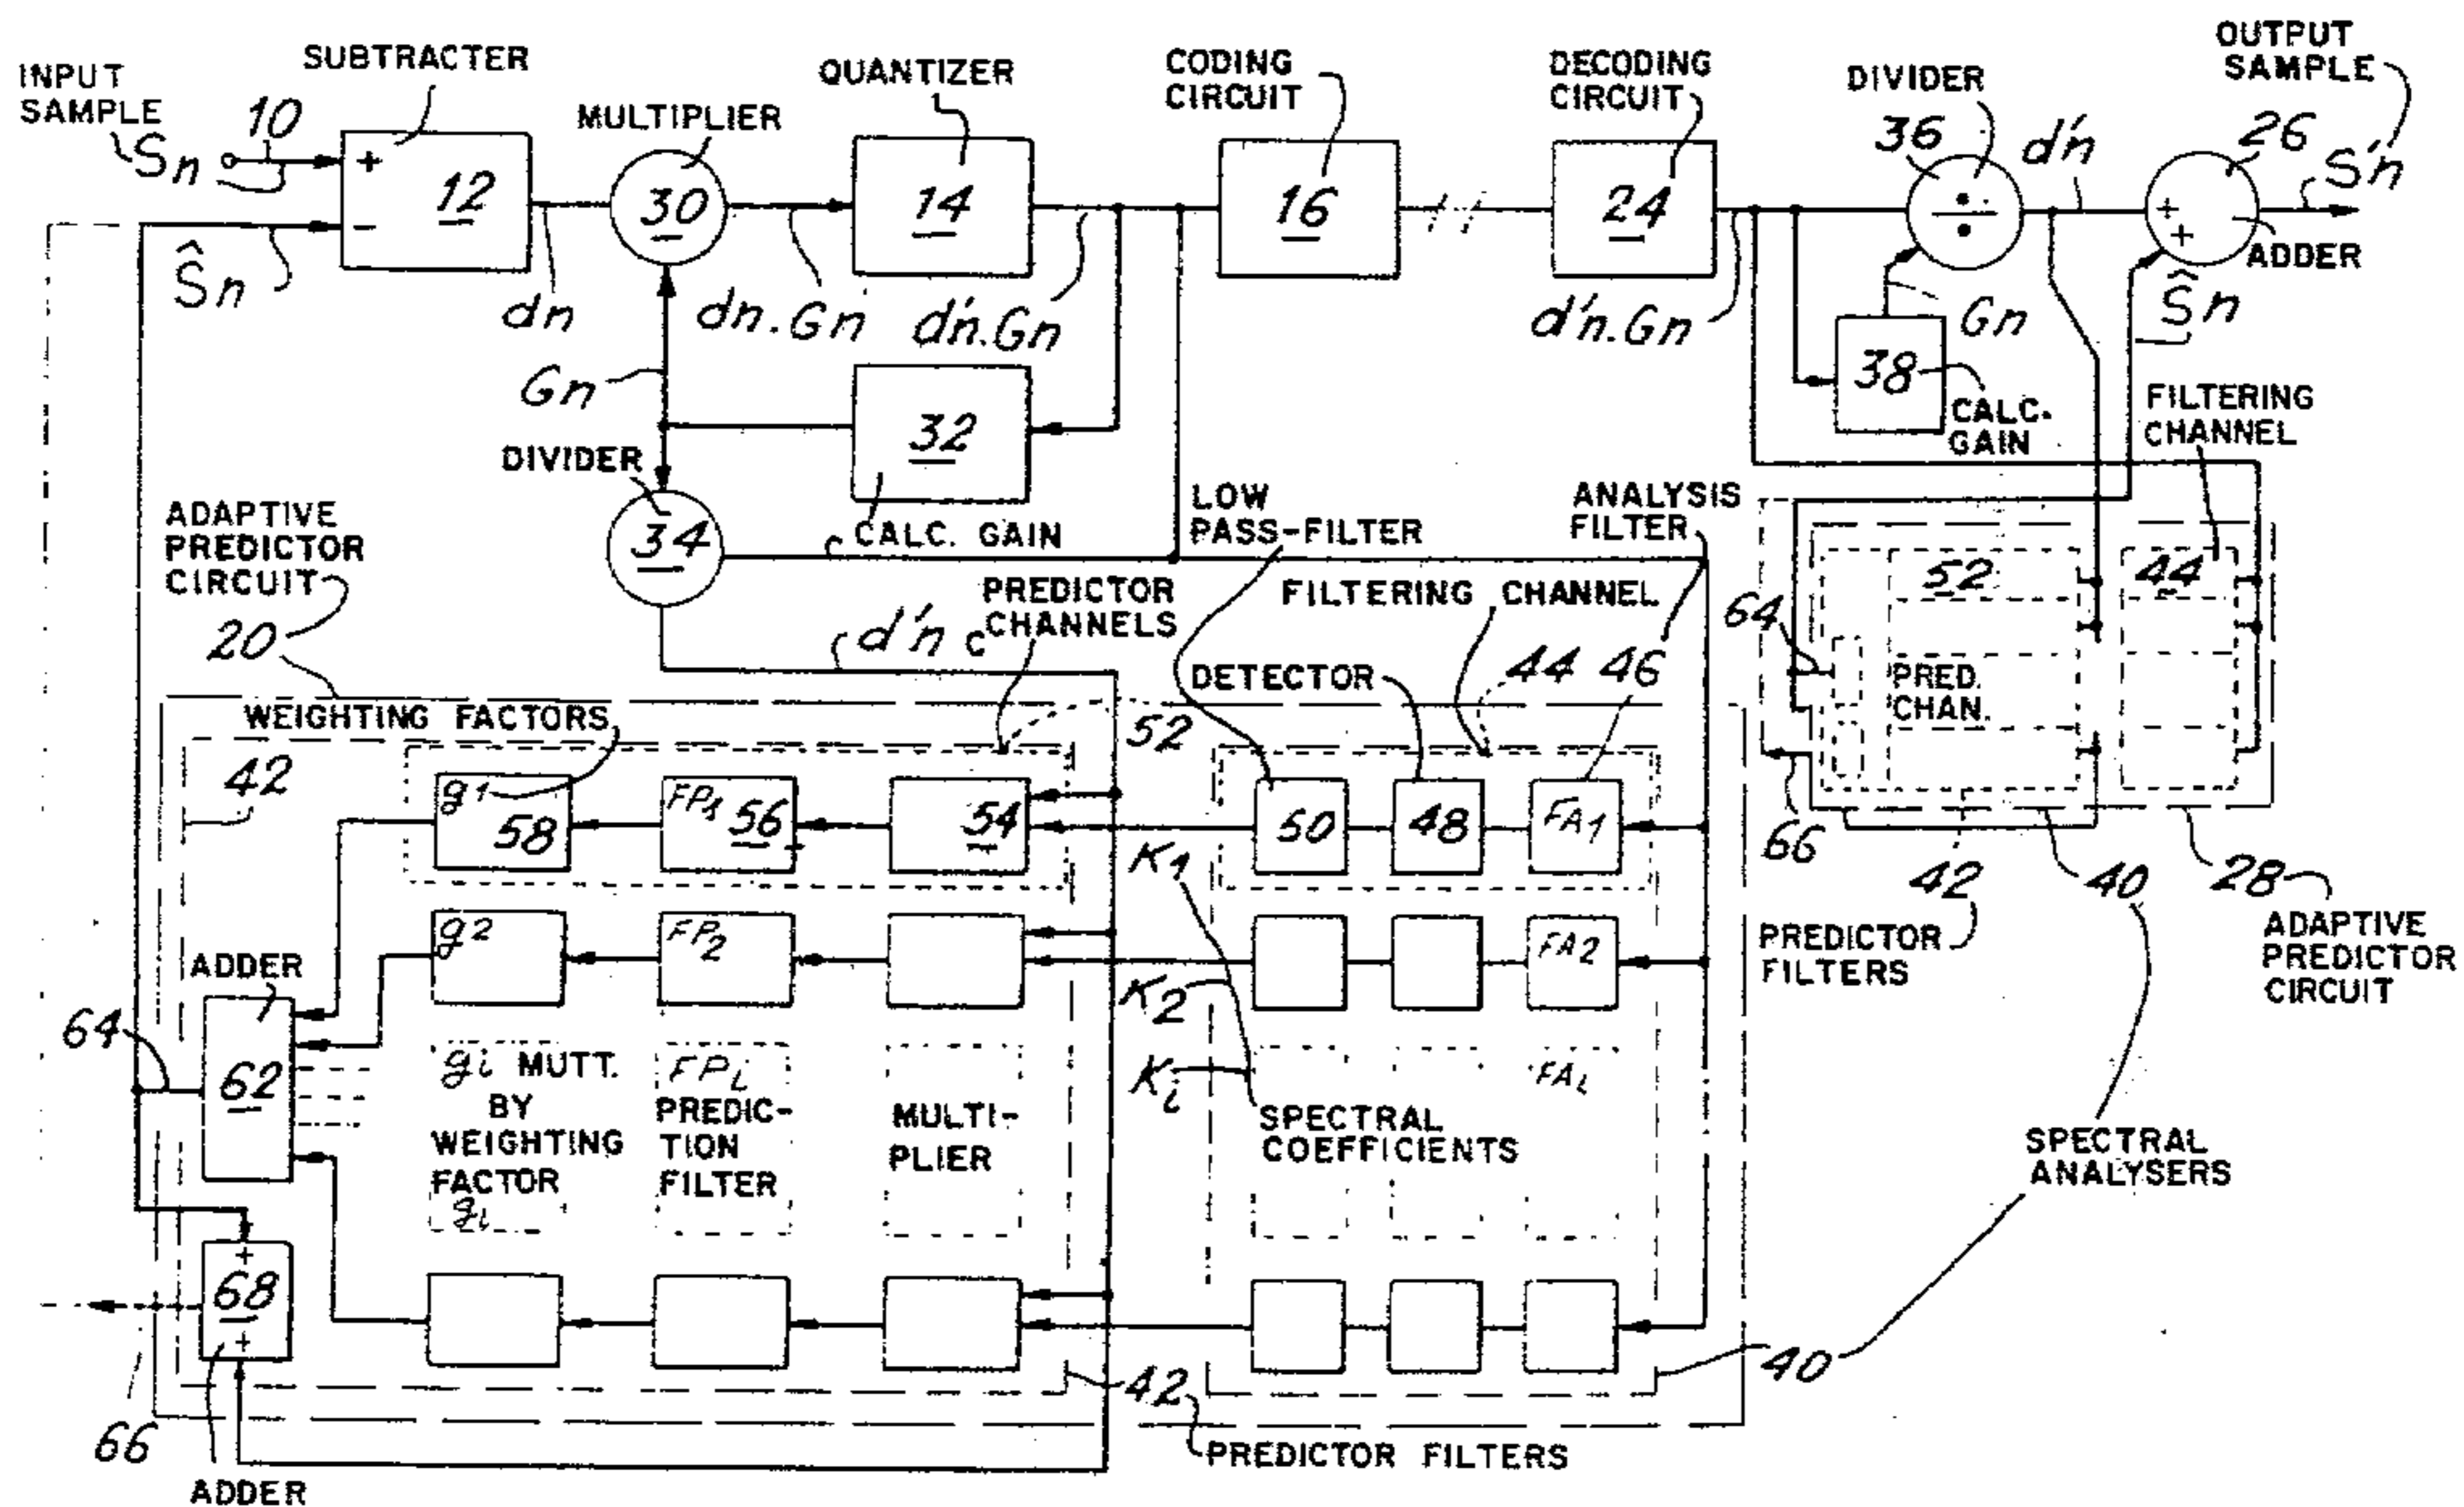 INPUT
SAMPLE
Sn
10
SUBTRACTER
+
-
12
Ŝn
dn
MULTIPLIER
30
dn.Gn
QUANTIZER
14
d'n.Gn
CODING
CIRCUIT
16
DECODING
CIRCUIT
24
d'n.Gn
DIVIDER
36
÷
d'n
OUTPUT
SAMPLE
26
S'n
+
+
ADDER
Ŝn
Gn
38
CALC.
GAIN
FILTERING
CHANNEL
Gn
32
DIVIDER
34
CALC. GAIN
ADAPTIVE
PREDICTOR
CIRCUIT
20
d'n
PREDICTOR
CHANNELS
LOW
PASS-FILTER
ANALYSIS
FILTER
FILTERING CHANNEL
DETECTOR
44
46
52
44
64
PRED.
CHAN.
66
42
40
28
PREDICTOR
FILTERS
ADAPTIVE
PREDICTOR
CIRCUIT
WEIGHTING FACTORS
52
42
g1
58
FP1
56
54
K1
50
48
FA1
g2
FP2
K2
FA2
ADDER
64
62
gi MUTT.
BY
WEIGHTING
FACTOR
gi
FPi
PREDIC-
TION
FILTER
MULTI-
PLIER
Ki
SPECTRAL
COEFFICIENTS
FAi
SPECTRAL
ANALYSERS
+
68
+
66
ADDER
42
PREDICTOR FILTERS
40